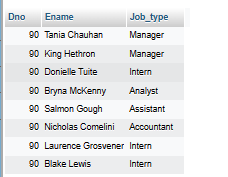 Dno Ename Job_type
90 Tania Chauhan Manager
90 King Hethron Manager
90 Donielle Tuite Intern
90 Bryna McKenny Analyst
90 Salmon Gough Assistant
90 Nicholas Comelini Accountant
90 Laurence Grosvener Intern
90 Blake Lewis Intern